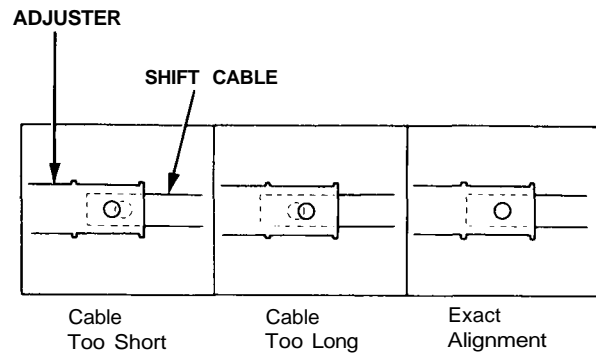 ADJUSTER
SHIFT CABLE
Cable
Too Short
Cable
Too Long
Exact
Alignment